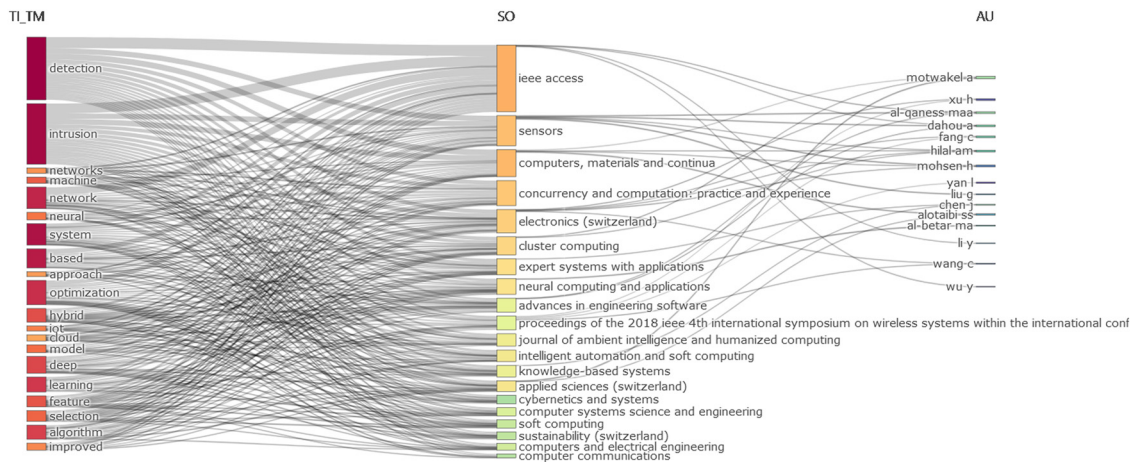 TI_TM
SO
AU
detection
intrusion
networks
machine
network
neural
system
based
approach
optimization
hybrid
iot
cloud
model
deep
learning
feature
selection
algorithm
improved
ieee access
sensors
computers, materials and continua
concurrency and computation: practice and experience
electronics (switzerland)
cluster computing
expert systems with applications
neural computing and applications
advances in engineering software
proceedings of the 2018 ieee 4th international symposium on wireless systems within the international conf
journal of ambient intelligence and humanized computing
intelligent automation and soft computing
knowledge-based systems
applied sciences (switzerland)
cybernetics and systems
computer systems science and engineering
soft computing
sustainability (switzerland)
computers and electrical engineering
computer communications
motwakel a
xu h
al-qaness maa
dahou a
fang c
hilal am
mohsen h
yan l
liu g
chen j
alotaibi ss
al-betar ma
li y
wang c
wu y